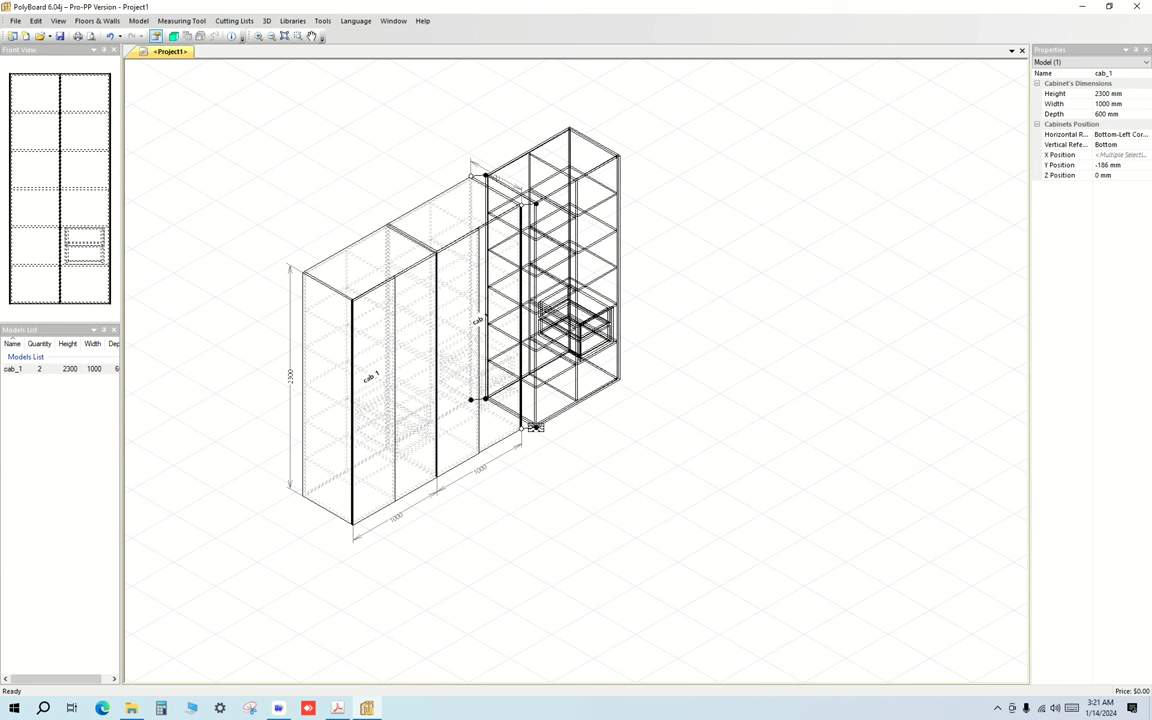 PolyBoard 6.04j – Pro-PP Version - Project1
File Edit View Floors & Walls Model Measuring Tool Cutting Lists 3D Libraries Tools Language Window Help
Front View
<Project1>
Properties
Model (1)
Name cab_1
Cabinet's Dimensions
Height 2300 mm
Width 1000 mm
Depth 600 mm
Cabinets Position
Horizontal R... Bottom-Left Cor...
Vertical Refe... Bottom
X Position <Multiple Selecti...
Y Position -186 mm
Z Position 0 mm
Models List
Name Quantity Height Width Dep
Models List
cab_1 2 2300 1000 6
2300
cab_1
cab
1000
1000
Ready
Price: $0.00
3:21 AM
1/14/2024